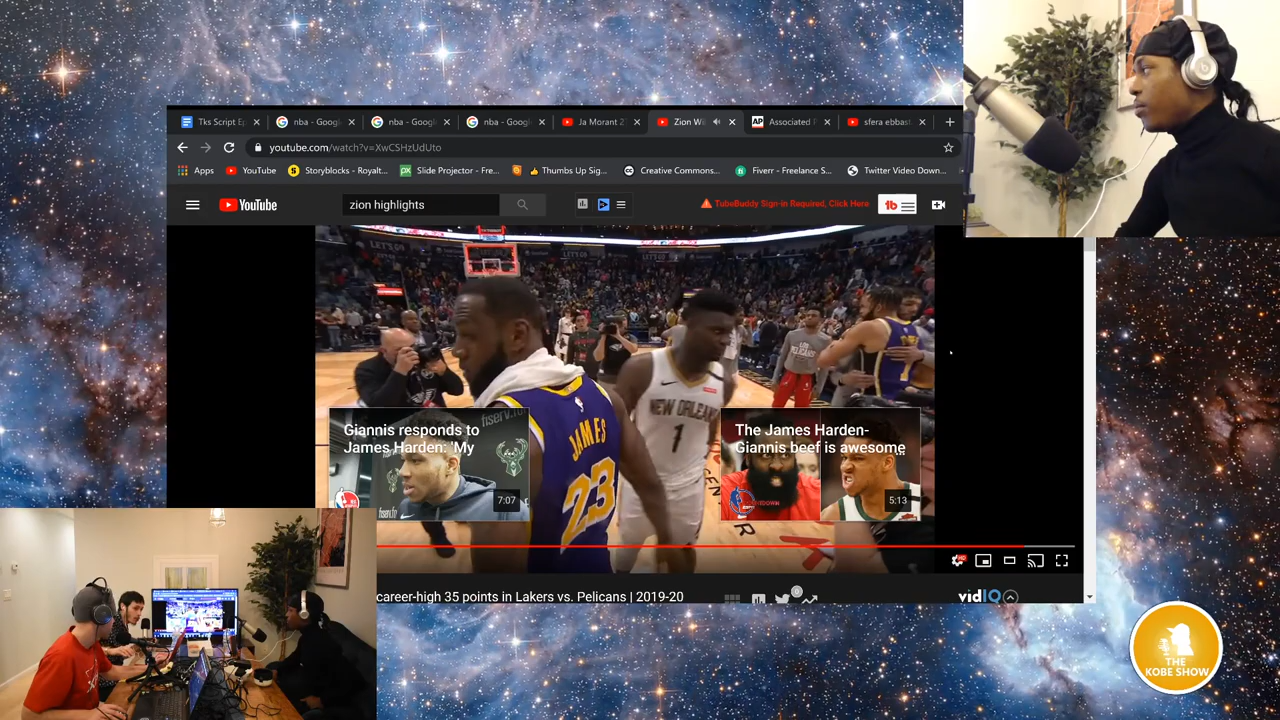 Tks Script E
nba - Googl
nba - Googl
nba - Googl
Ja Morant 2
Zion W
AP
Associated P
sfera ebbast
youtube.com/watch?v=XwCSHzUdUto
Apps
YouTube
Storyblocks - Royalt...
Slide Projector - Fre...
Thumbs Up Sig...
Creative Commons...
Fiverr - Freelance S...
Twitter Video Down...
YouTube
zion highlights
TubeBuddy Sign-in Required, Click Here
tb
JAMES
23
NEW ORLEANS
1
Giannis responds to
James Harden: 'My
7:07
The James Harden-
Giannis beef is awesome
5:13
career-high 35 points in Lakers vs. Pelicans | 2019-20
0
vidIQ
THE
KOBE SHOW